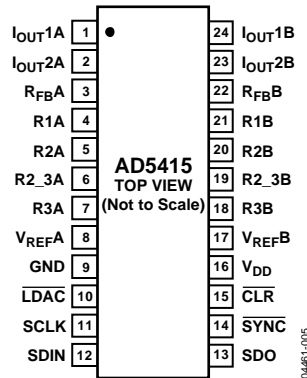 IOUT1A 1 24 IOUT1B
IOUT2A 2 23 IOUT2B
RFBA 3 22 RFBB
R1A 4 21 R1B
R2A 5 20 R2B
R2_3A 6 19 R2_3B
R3A 7 18 R3B
VREFA 8 17 VREFB
GND 9 16 VDD
LDAC 10 15 CLR
SCLK 11 14 SYNC
SDIN 12 13 SDO
AD5415
TOP VIEW
(Not to Scale)
04461-005